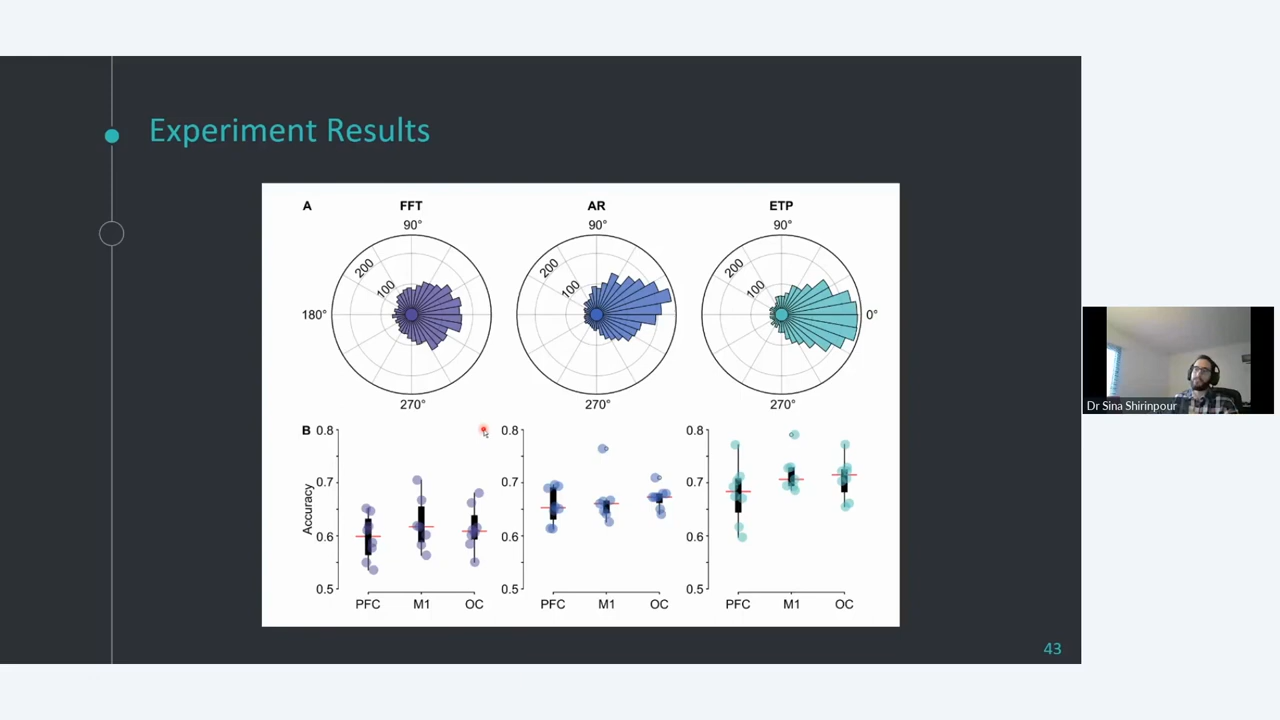 Experiment Results
A FFT AR ETP
90° 90° 90°
200 200 200
100 100 100
180° 0°
270° 270° 270°
B 0.8 0.8 0.8
0.7 0.7 0.7
Accuracy
0.6 0.6 0.6
0.5 0.5 0.5
PFC M1 OC PFC M1 OC PFC M1 OC
43
Dr Sina Shirinpour